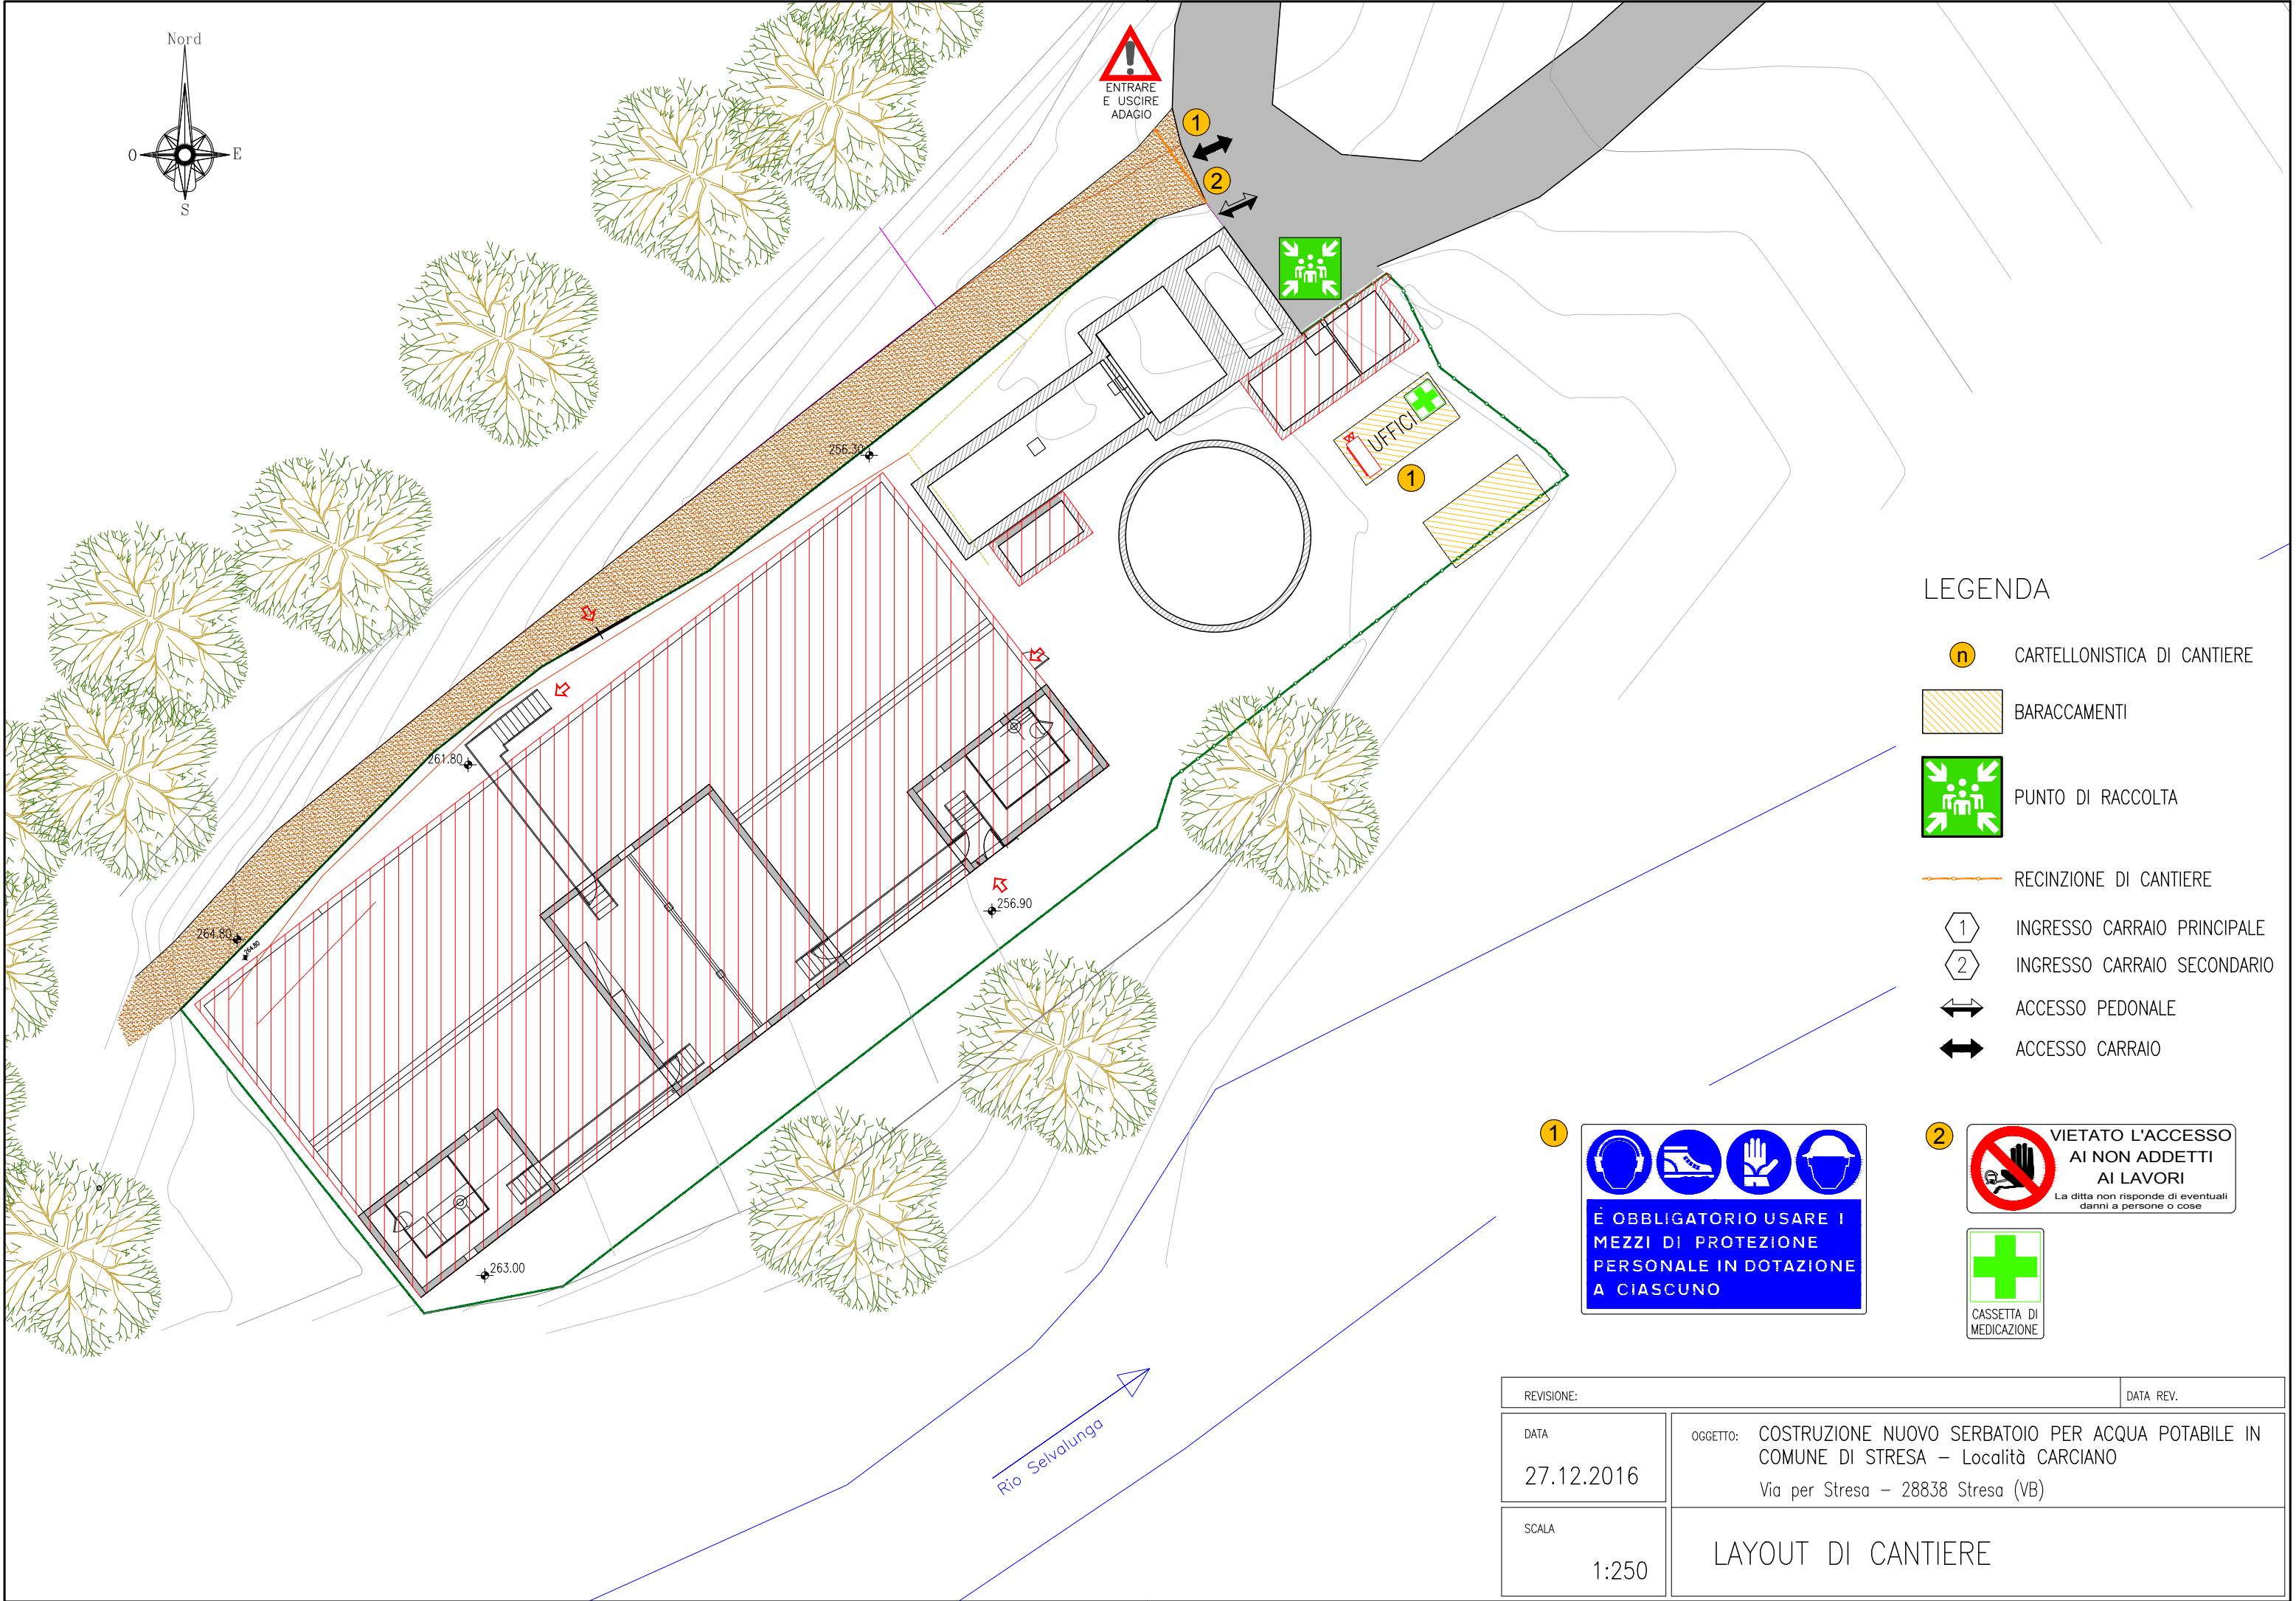 Nord
O
E
S
ENTRARE
E USCIRE
ADAGIO
1
2
UFFICI
1
256.30
261.80
264.80
264.80
256.90
263.00
Rio Selvalunga
LEGENDA
n CARTELLONISTICA DI CANTIERE
BARACCAMENTI
PUNTO DI RACCOLTA
RECINZIONE DI CANTIERE
1 INGRESSO CARRAIO PRINCIPALE
2 INGRESSO CARRAIO SECONDARIO
ACCESSO PEDONALE
ACCESSO CARRAIO
1
È OBBLIGATORIO USARE I
MEZZI DI PROTEZIONE
PERSONALE IN DOTAZIONE
A CIASCUNO
2
VIETATO L'ACCESSO
AI NON ADDETTI
AI LAVORI
La ditta non risponde di eventuali
danni a persone o cose
CASSETTA DI
MEDICAZIONE
REVISIONE:
DATA REV.
DATA
27.12.2016
OGGETTO: COSTRUZIONE NUOVO SERBATOIO PER ACQUA POTABILE IN
COMUNE DI STRESA – Località CARCIANO
Via per Stresa – 28838 Stresa (VB)
SCALA
1:250
LAYOUT DI CANTIERE